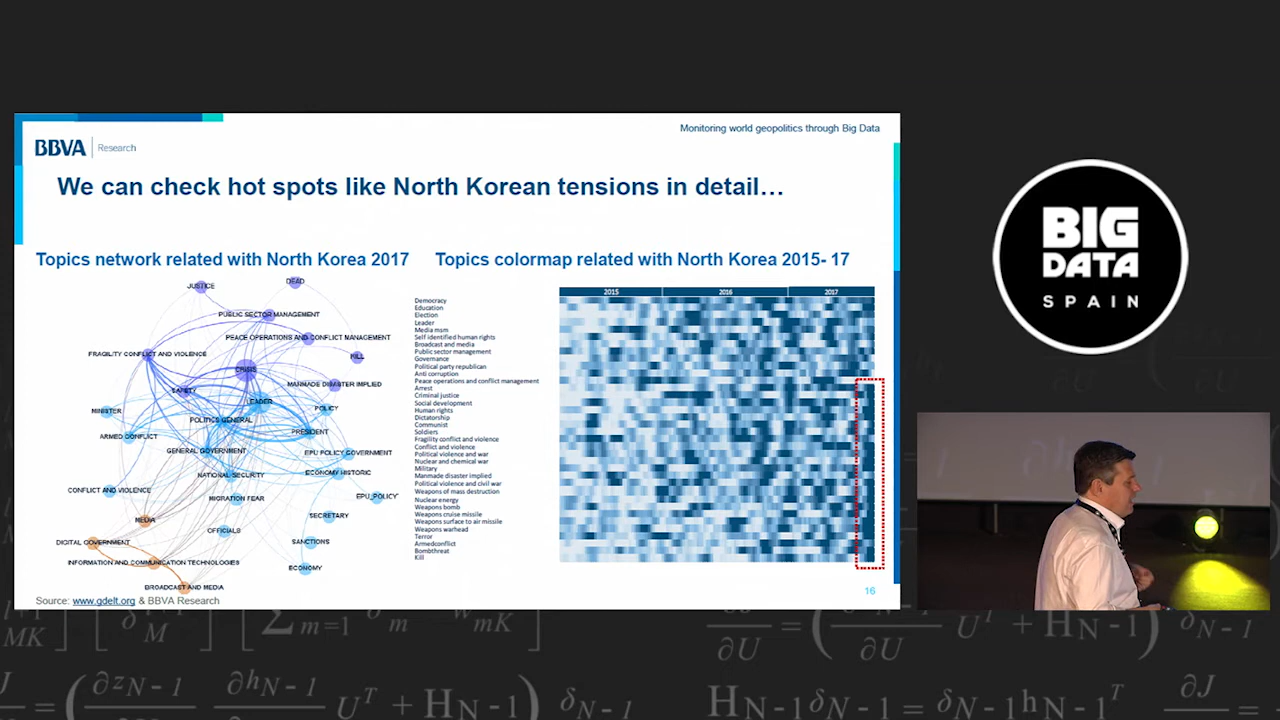 Monitoring world geopolitics through Big Data
BBVA Research
We can check hot spots like North Korean tensions in detail…
Topics network related with North Korea 2017
JUSTICE
DEAD
PUBLIC SECTOR MANAGEMENT
PEACE OPERATIONS AND CONFLICT MANAGEMENT
FRAGILITY CONFLICT AND VIOLENCE
KILL
CRISIS
SANITY
MANMADE DISASTER IMPLIED
LEADER
MINISTER
POLICY
POLITICS GENERAL
ARMED CONFLICT
PRESIDENT
GENERAL GOVERNMENT
EPU POLICY GOVERNMENT
NATIONAL SECURITY
ECONOMY HISTORIC
CONFLICT AND VIOLENCE
MIGRATION FEAR
EPU_POLICY
MEDIA
SECRETARY
OFFICIALS
DIGITAL GOVERNMENT
SANCTIONS
INFORMATION AND COMMUNICATION TECHNOLOGIES
ECONOMY
BROADCAST AND MEDIA
Source: www.gdelt.org & BBVA Research
Topics colormap related with North Korea 2015- 17
2015 2016 2017
Democracy
Education
Election
Leader
Media msm
Self identified human rights
Broadcast and media
Public sector management
Governance
Political party republican
Anti corruption
Peace operations and conflict management
Arrest
Criminal justice
Social development
Human rights
Dictatorship
Communist
Soldiers
Fragility conflict and violence
Conflict and violence
Political violence and war
Nuclear and chemical war
Military
Manmade disaster implied
Political violence and civil war
Weapons of mass destruction
Nuclear energy
Weapons bomb
Weapons cruise missile
Weapons surface to air missile
Weapons warhead
Terror
Armedconflict
Bombthreat
Kill
16
BIG
DATA
SPAIN